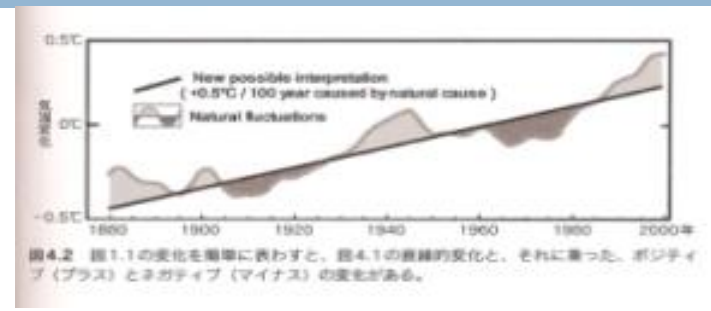 0.5℃
New possible interpretation
( +0.5℃ / 100 year caused by natural cause )
Natural fluctuations
0℃
-0.5℃
1880 1900 1920 1940 1960 1980 2000年
図4.2 図1.1の変化を簡単に表わすと、図4.1の直線的変化と、それに乗った、ポジティ
ブ(プラス)とネガティブ(マイナス)の変化がある。